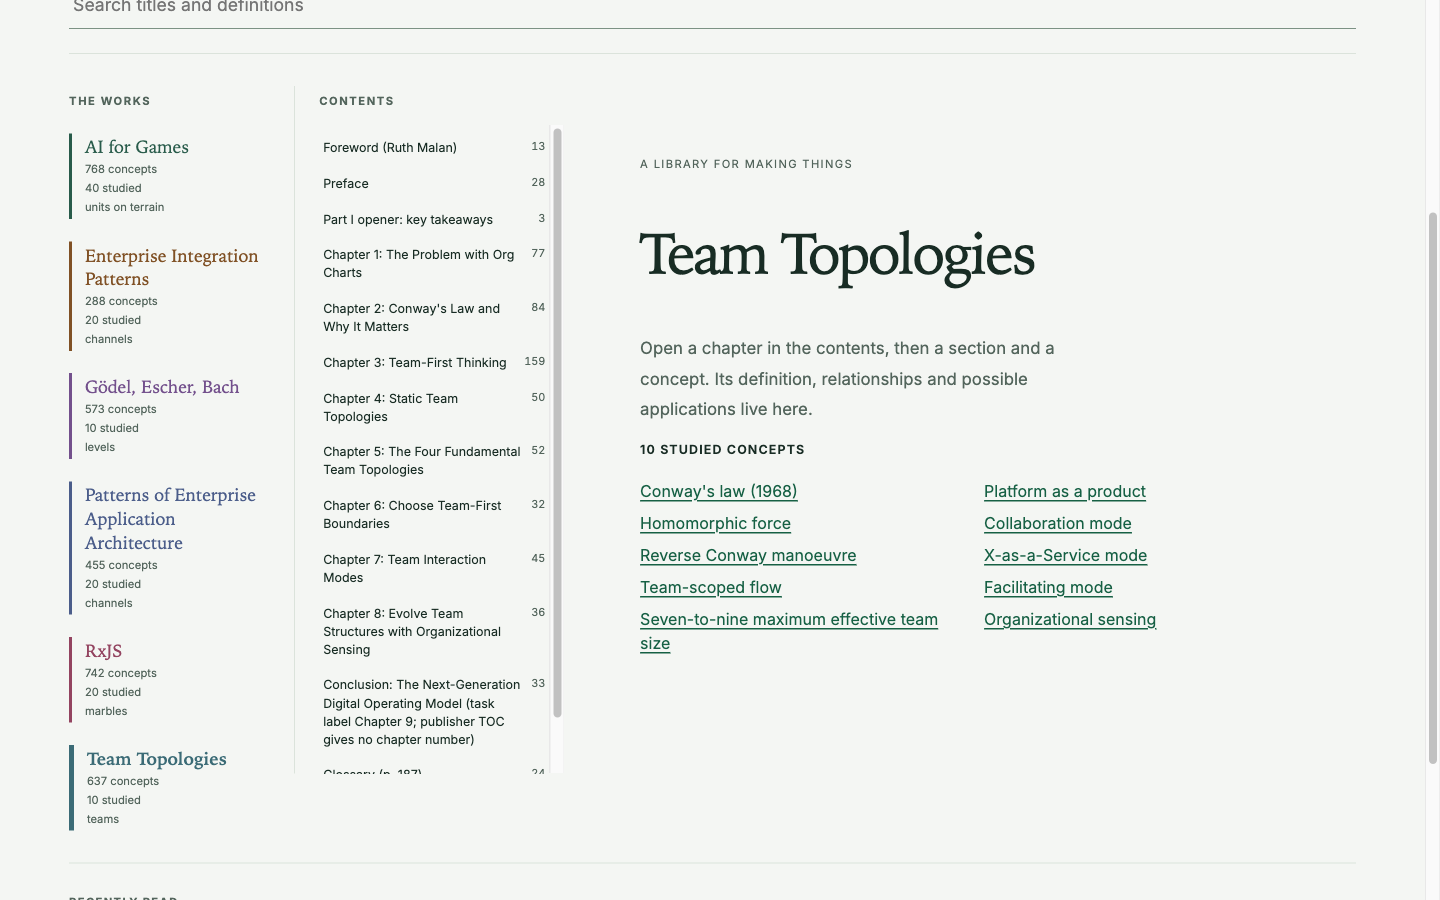 Search titles and definitions
THE WORKS
AI for Games
768 concepts
40 studied
units on terrain
Enterprise Integration
Patterns
288 concepts
20 studied
channels
Gödel, Escher, Bach
573 concepts
10 studied
levels
Patterns of Enterprise
Application
Architecture
455 concepts
20 studied
channels
RxJS
742 concepts
20 studied
marbles
Team Topologies
637 concepts
10 studied
teams
CONTENTS
Foreword (Ruth Malan) 13
Preface 28
Part I opener: key takeaways 3
Chapter 1: The Problem with Org 77
Charts
Chapter 2: Conway's Law and 84
Why It Matters
Chapter 3: Team-First Thinking 159
Chapter 4: Static Team 50
Topologies
Chapter 5: The Four Fundamental 52
Team Topologies
Chapter 6: Choose Team-First 32
Boundaries
Chapter 7: Team Interaction 45
Modes
Chapter 8: Evolve Team 36
Structures with Organizational
Sensing
Conclusion: The Next-Generation 33
Digital Operating Model (task
label Chapter 9; publisher TOC
gives no chapter number)
Glossary (p. 187) 24
A LIBRARY FOR MAKING THINGS
Team Topologies
Open a chapter in the contents, then a section and a
concept. Its definition, relationships and possible
applications live here.
10 STUDIED CONCEPTS
Conway's law (1968)
Homomorphic force
Reverse Conway manoeuvre
Team-scoped flow
Seven-to-nine maximum effective team
size
Platform as a product
Collaboration mode
X-as-a-Service mode
Facilitating mode
Organizational sensing
RECENTLY READ